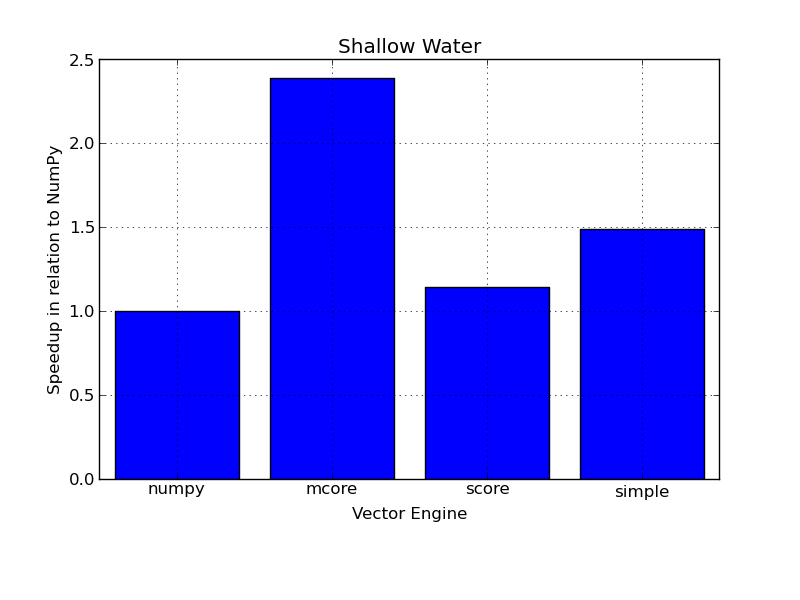 Shallow Water
Speedup in relation to NumPy
2.5
2.0
1.5
1.0
0.5
0.0
numpy mcore score simple
Vector Engine